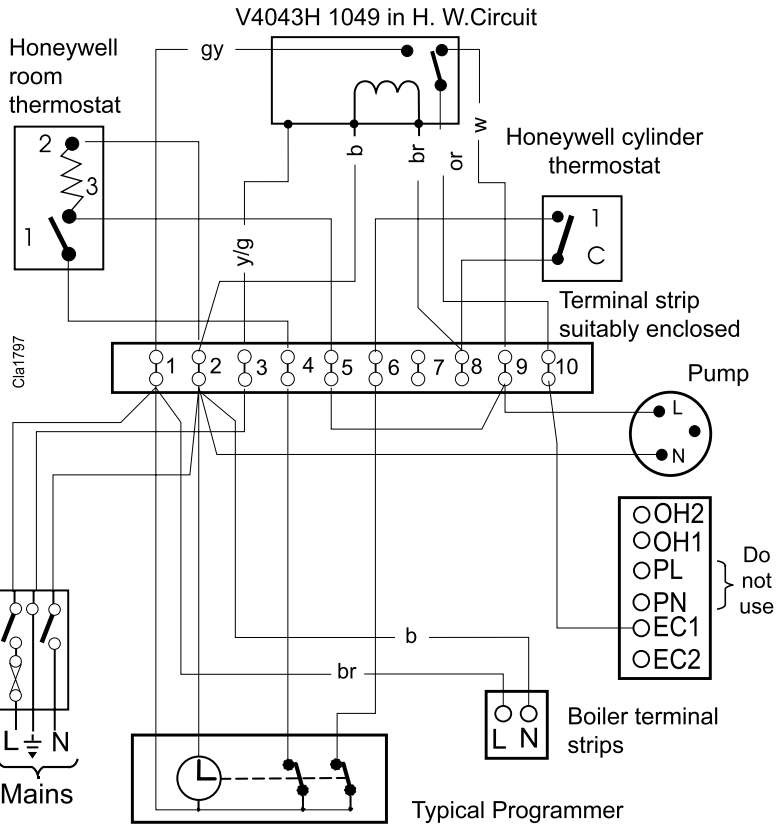 V4043H 1049 in H. W.Circuit
Honeywell
room
thermostat
gy
w
b
br
or
y/g
2
3
1
Honeywell cylinder
thermostat
1
C
Terminal strip
suitably enclosed
Cla1797
1 2 3 4 5 6 7 8 9 10
Pump
L
N
OH2
OH1
PL
PN
EC1
EC2
Do
not
use
b
br
L N
Boiler terminal
strips
L N
Mains
Typical Programmer